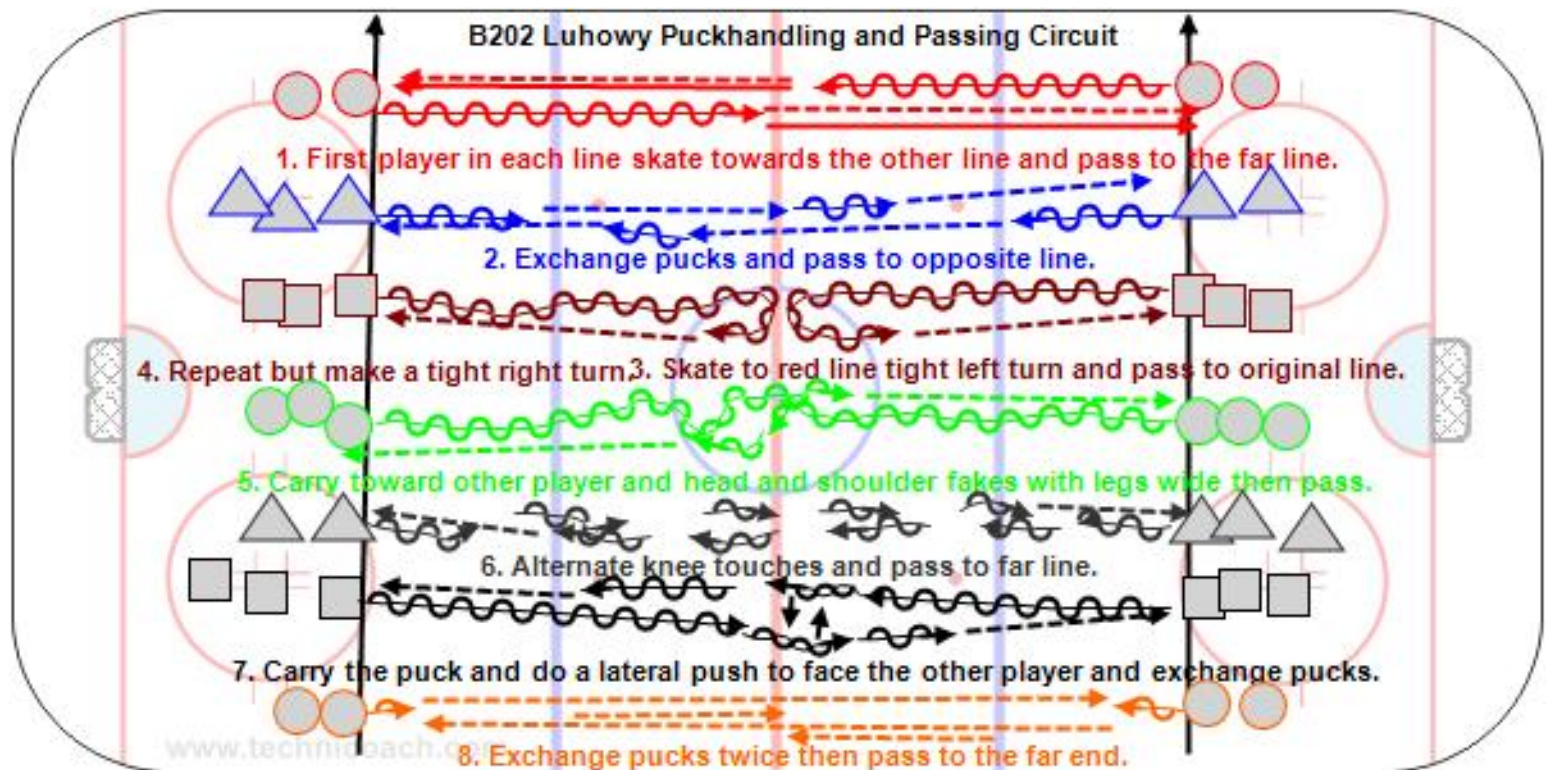 B202 Luhowy Puckhandling and Passing Circuit
1. First player in each line skate towards the other line and pass to the far line.
2. Exchange pucks and pass to opposite line.
4. Repeat but make a tight right turn.
3. Skate to red line tight left turn and pass to original line.
5. Carry toward other player and head and shoulder fakes with legs wide then pass.
6. Alternate knee touches and pass to far line.
7. Carry the puck and do a lateral push to face the other player and exchange pucks.
www.technicoach.com
8. Exchange pucks twice then pass to the far end.